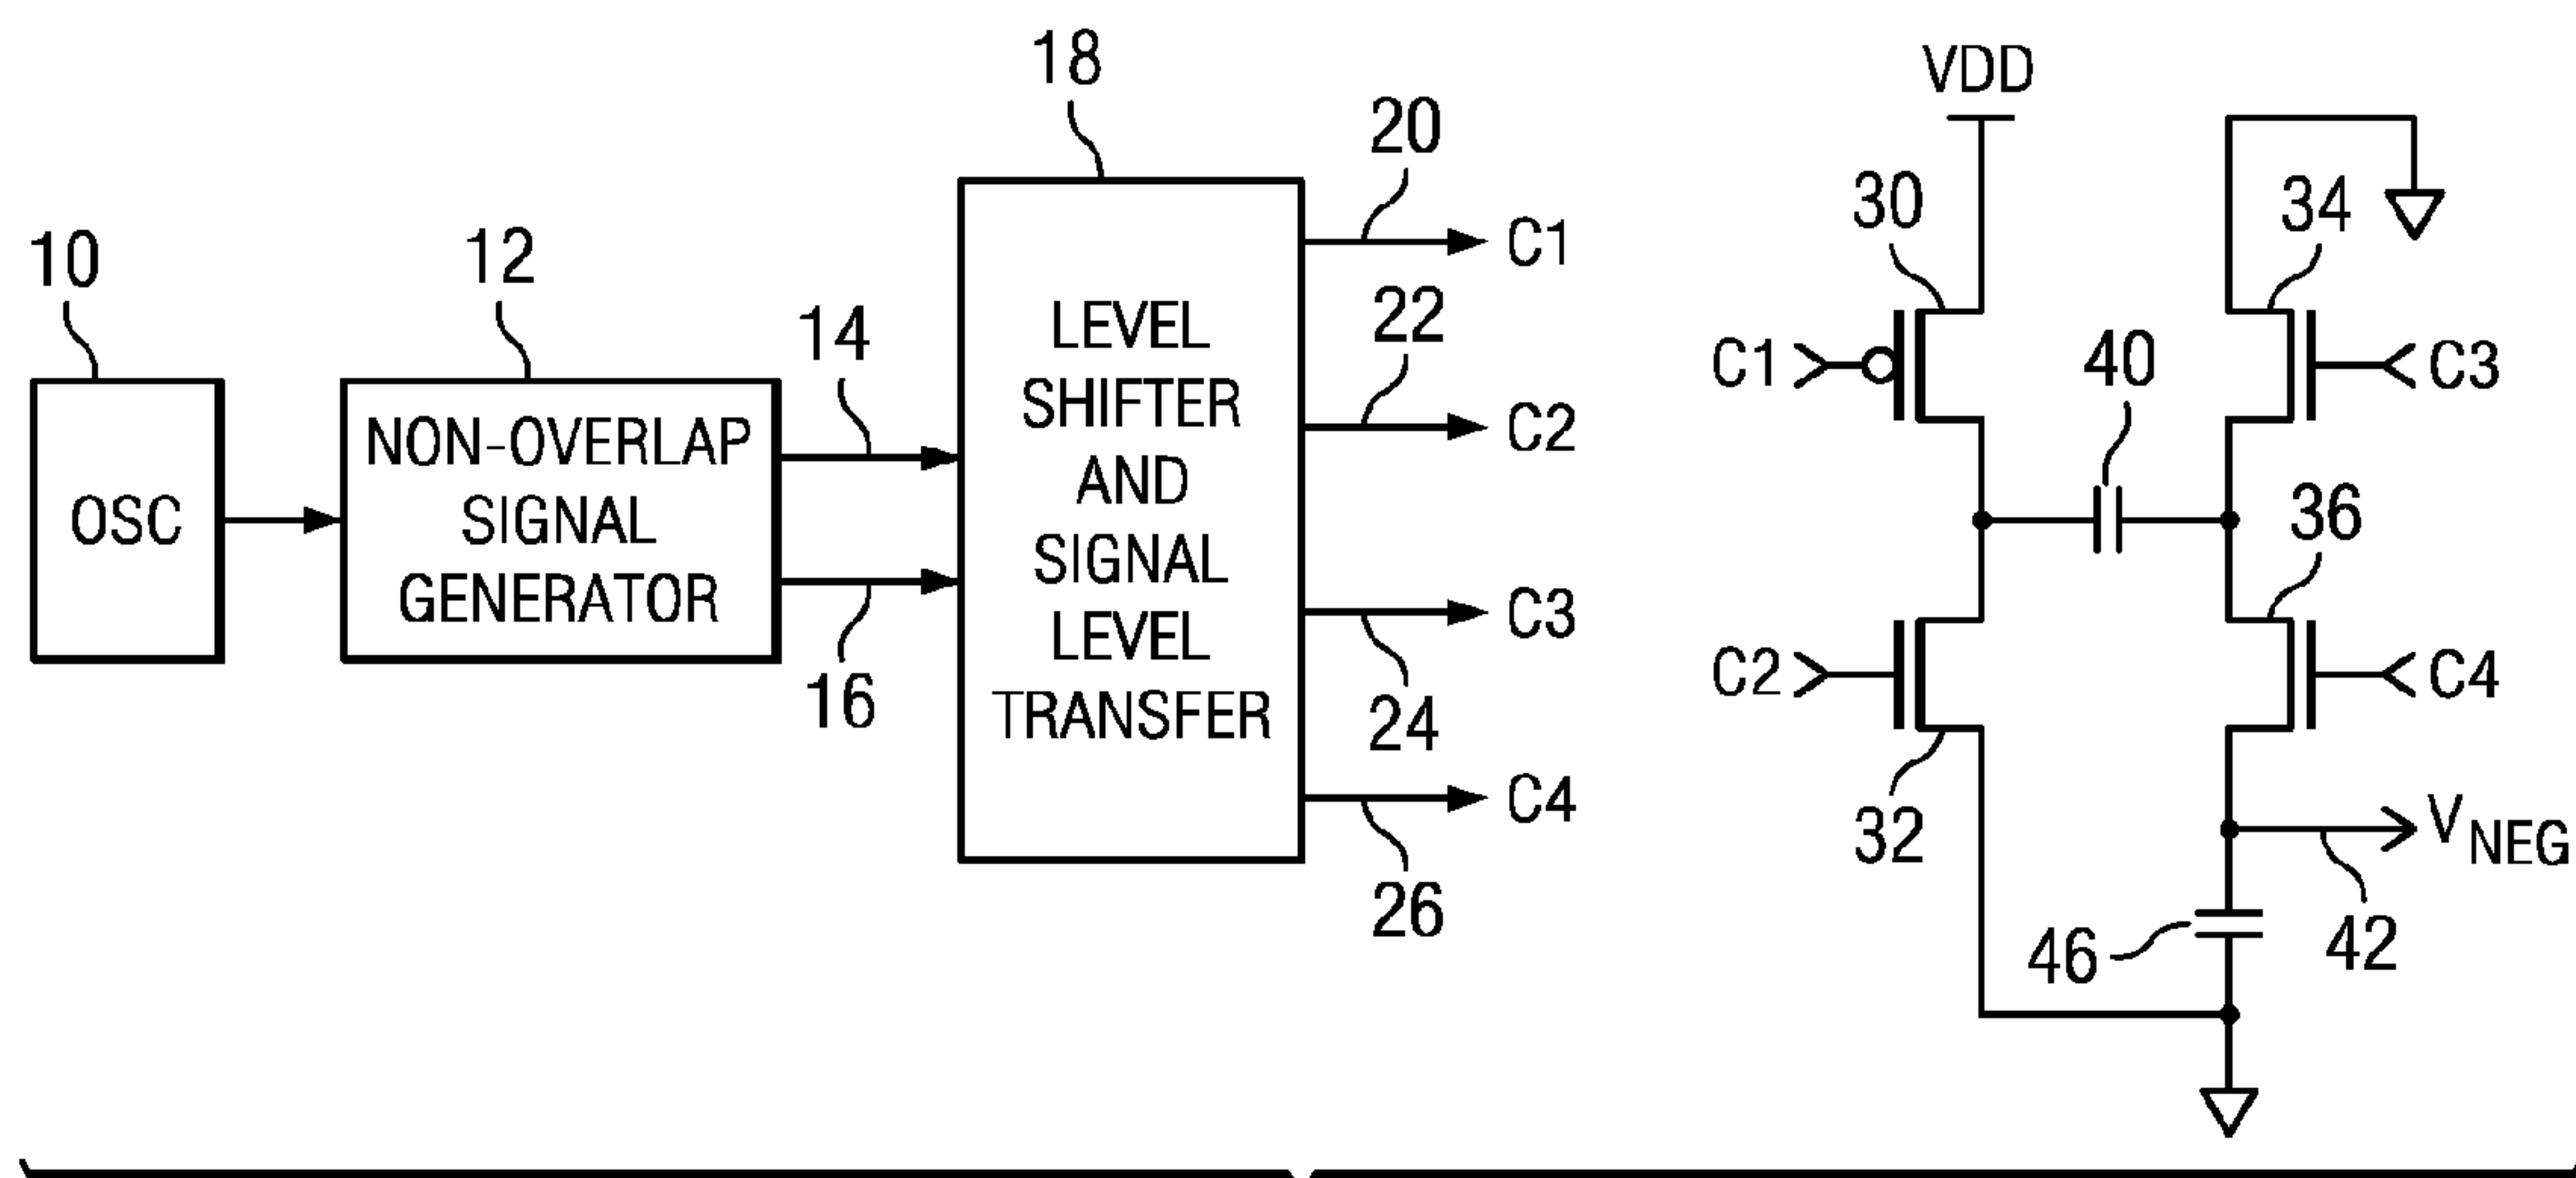 10
OSC
12
NON-OVERLAP
SIGNAL
GENERATOR
14
16
18
LEVEL
SHIFTER
AND
SIGNAL
LEVEL
TRANSFER
20
C1
22
C2
24
C3
26
C4
VDD
30
34
C1
40
C3
36
C2
C4
32
V NEG
46
42